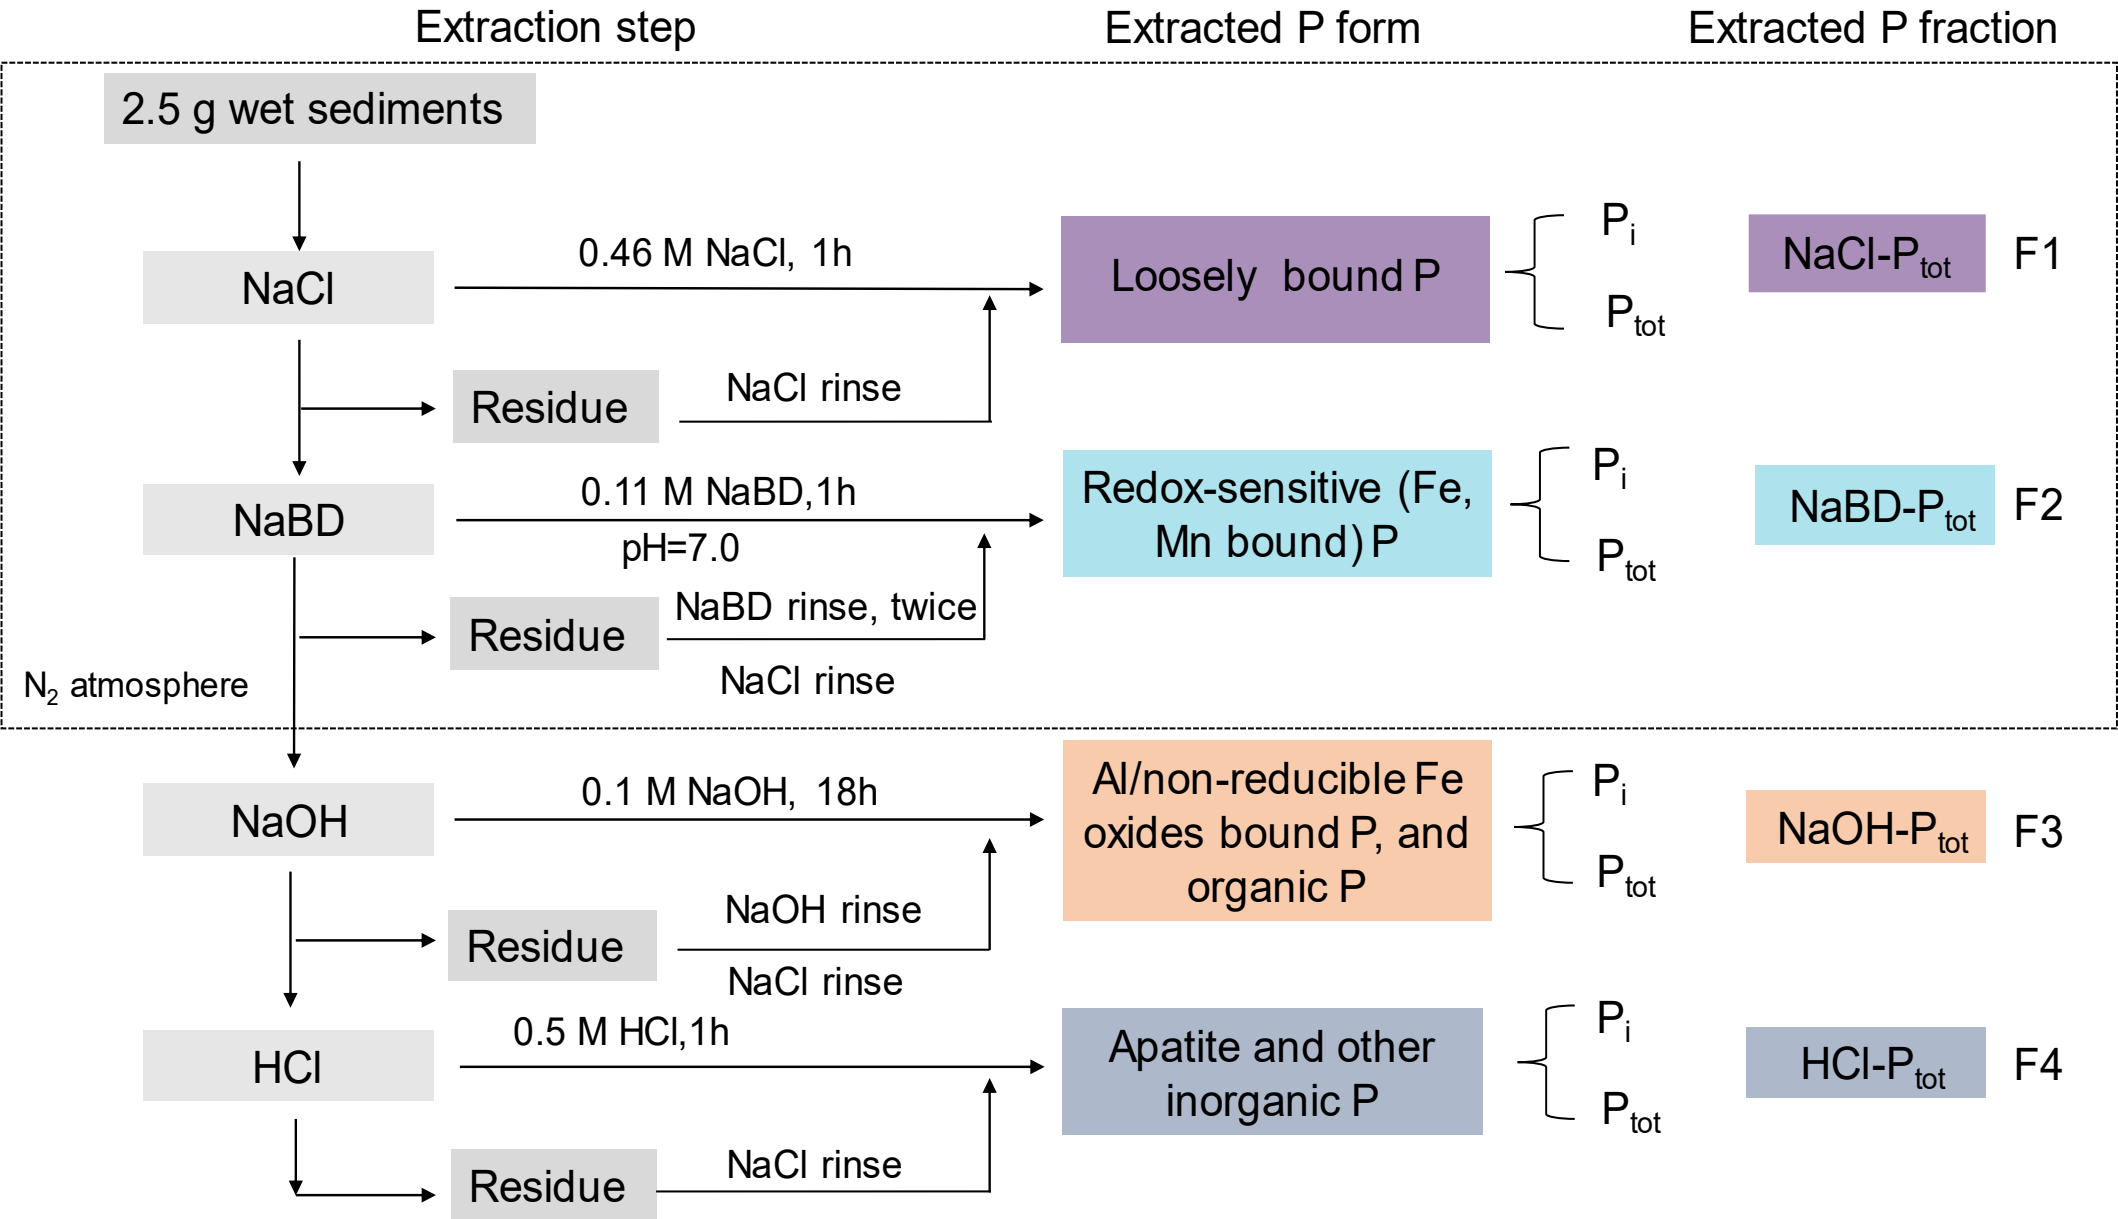 Extraction step
Extracted P form
Extracted P fraction
2.5 g wet sediments
NaCl
0.46 M NaCl, 1h
Loosely bound P
Pi
Ptot
NaCl-Ptot
F1
Residue
NaCl rinse
NaBD
0.11 M NaBD,1h
pH=7.0
Redox-sensitive (Fe,
Mn bound) P
Pi
Ptot
NaBD-Ptot
F2
Residue
NaBD rinse, twice
NaCl rinse
N2 atmosphere
NaOH
0.1 M NaOH, 18h
Al/non-reducible Fe
oxides bound P, and
organic P
Pi
Ptot
NaOH-Ptot
F3
Residue
NaOH rinse
NaCl rinse
HCl
0.5 M HCl,1h
Apatite and other
inorganic P
Pi
Ptot
HCl-Ptot
F4
Residue
NaCl rinse